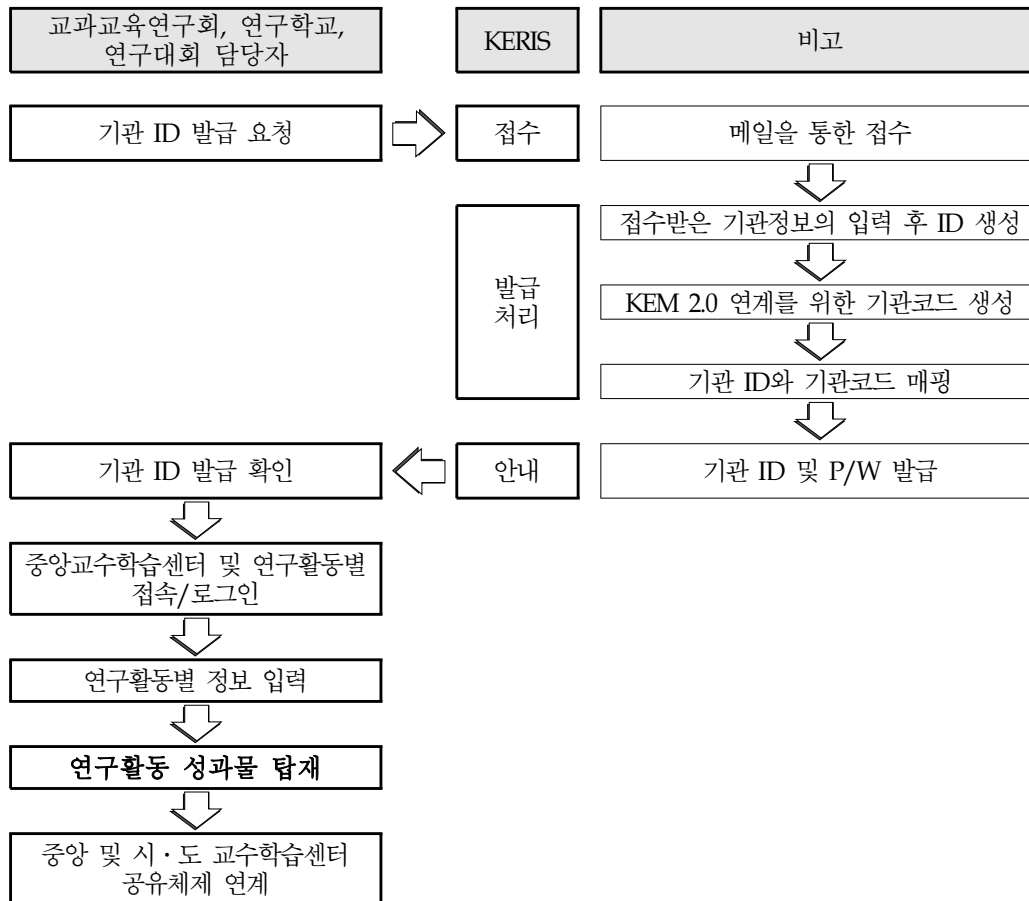 교과교육연구회, 연구학교,
연구대회 담당자
KERIS
비고
기관 ID 발급 요청
접수
메일을 통한 접수
발급
처리
접수받은 기관정보의 입력 후 ID 생성
KEM 2.0 연계를 위한 기관코드 생성
기관 ID와 기관코드 매핑
기관 ID 발급 확인
안내
기관 ID 및 P/W 발급
중앙교수학습센터 및 연구활동별
접속/로그인
연구활동별 정보 입력
연구활동 성과물 탑재
중앙 및 시·도 교수학습센터
공유체제 연계